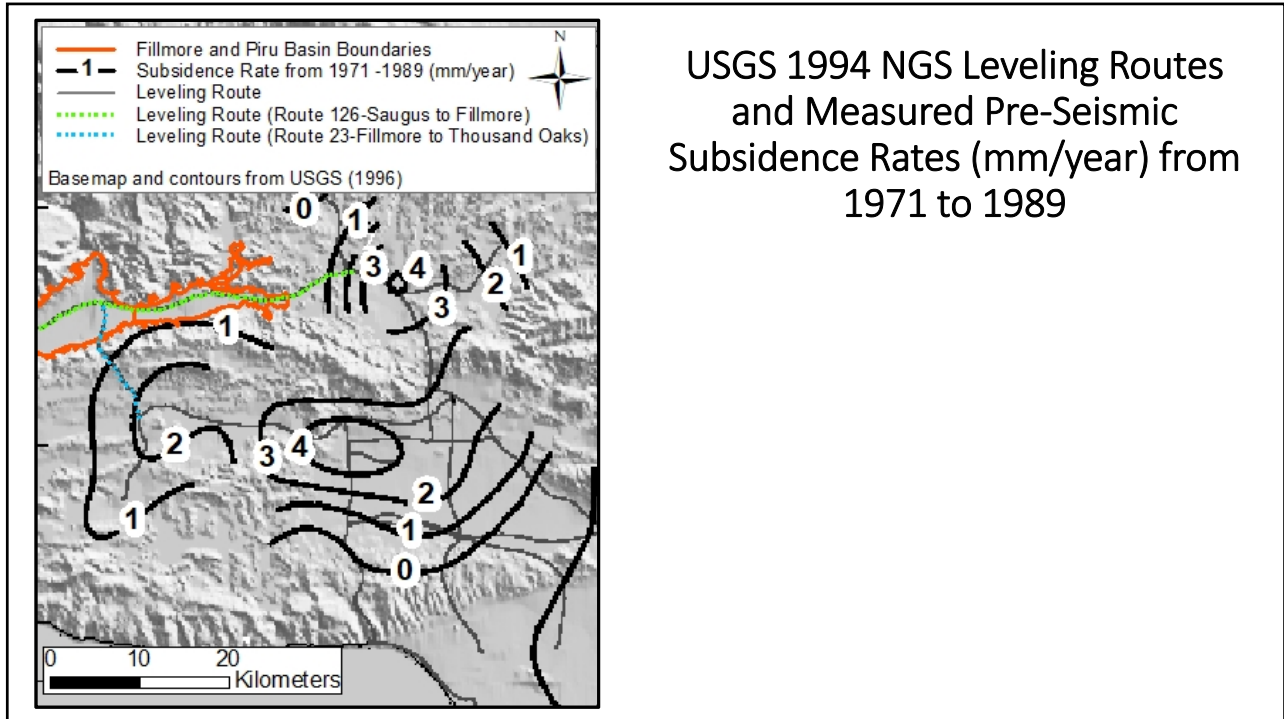 N
Fillmore and Piru Basin Boundaries
1 Subsidence Rate from 1971 -1989 (mm/year)
Leveling Route
Leveling Route (Route 126-Saugus to Fillmore)
Leveling Route (Route 23-Fillmore to Thousand Oaks)
Basemap and contours from USGS (1996)
0
1
1
3
4
2
3
1
2
3
4
2
1
1
0
0 10 20
Kilometers
USGS 1994 NGS Leveling Routes
and Measured Pre-Seismic
Subsidence Rates (mm/year) from
1971 to 1989